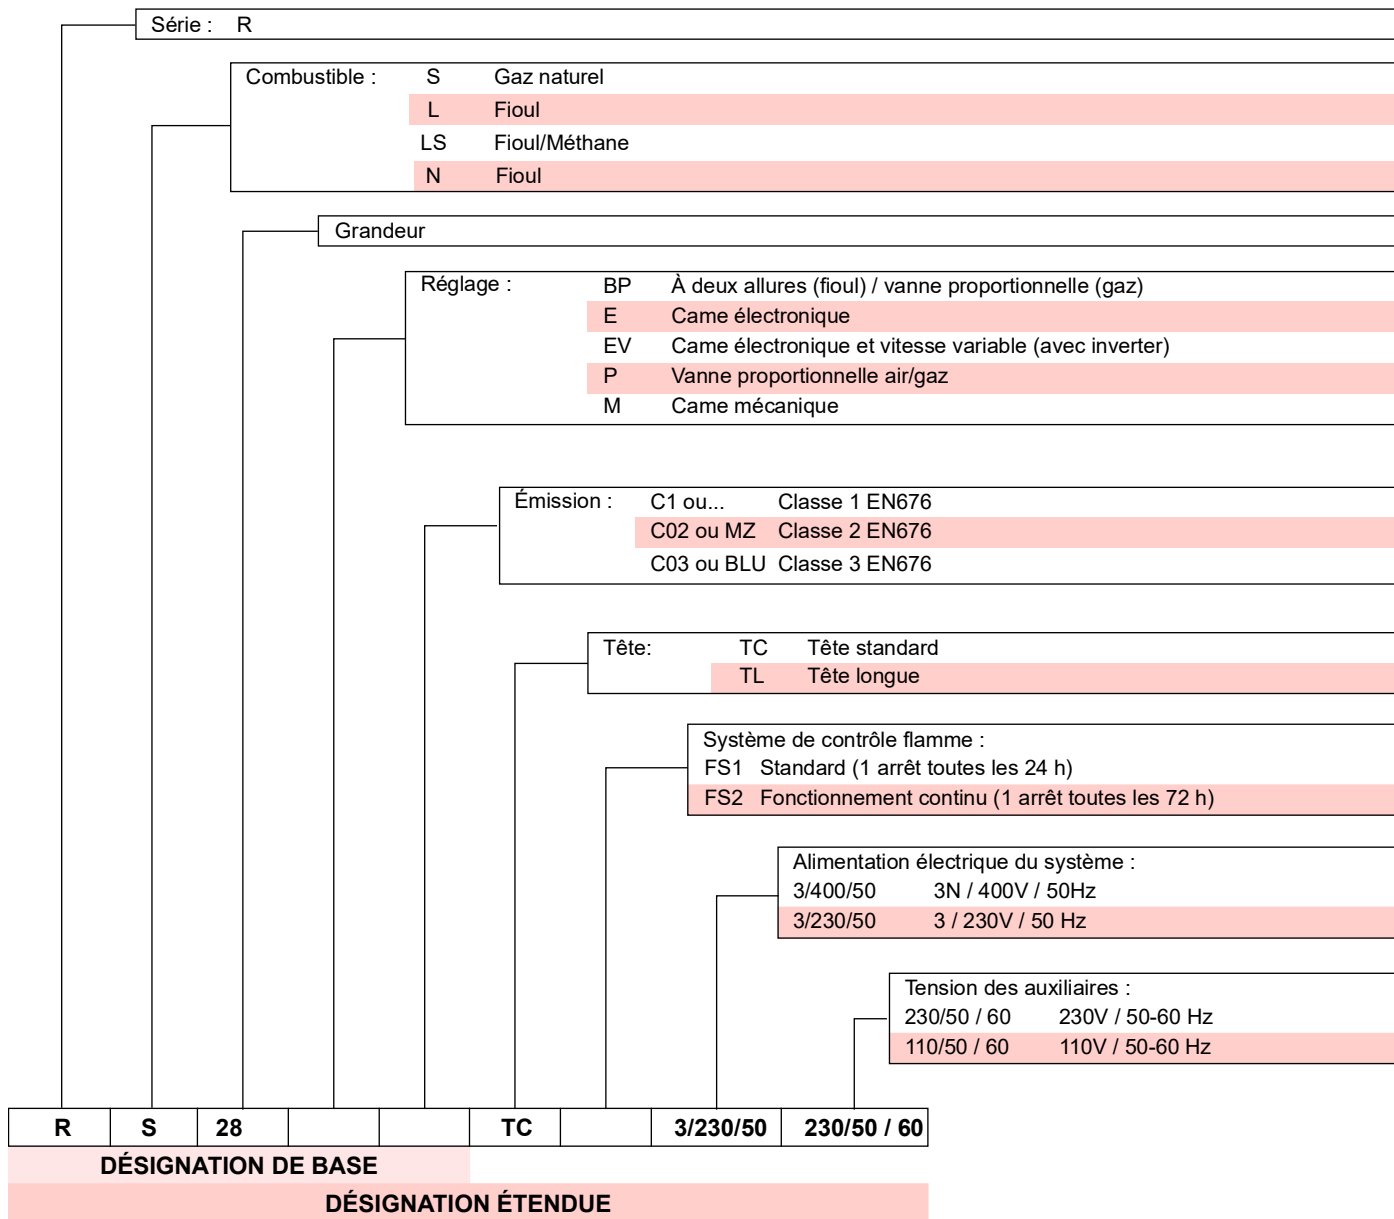 Série : R
Combustible : S Gaz naturel
L Fioul
LS Fioul/Méthane
N Fioul
Grandeur
Réglage : BP À deux allures (fioul) / vanne proportionnelle (gaz)
E Came électronique
EV Came électronique et vitesse variable (avec inverter)
P Vanne proportionnelle air/gaz
M Came mécanique
Émission : C1 ou... Classe 1 EN676
C02 ou MZ Classe 2 EN676
C03 ou BLU Classe 3 EN676
Tête: TC Tête standard
TL Tête longue
Système de contrôle flamme :
FS1 Standard (1 arrêt toutes les 24 h)
FS2 Fonctionnement continu (1 arrêt toutes les 72 h)
Alimentation électrique du système :
3/400/50 3N / 400V / 50Hz
3/230/50 3 / 230V / 50 Hz
Tension des auxiliaires :
230/50 / 60 230V / 50-60 Hz
110/50 / 60 110V / 50-60 Hz
R S 28 TC 3/230/50 230/50 / 60
DÉSIGNATION DE BASE
DÉSIGNATION ÉTENDUE